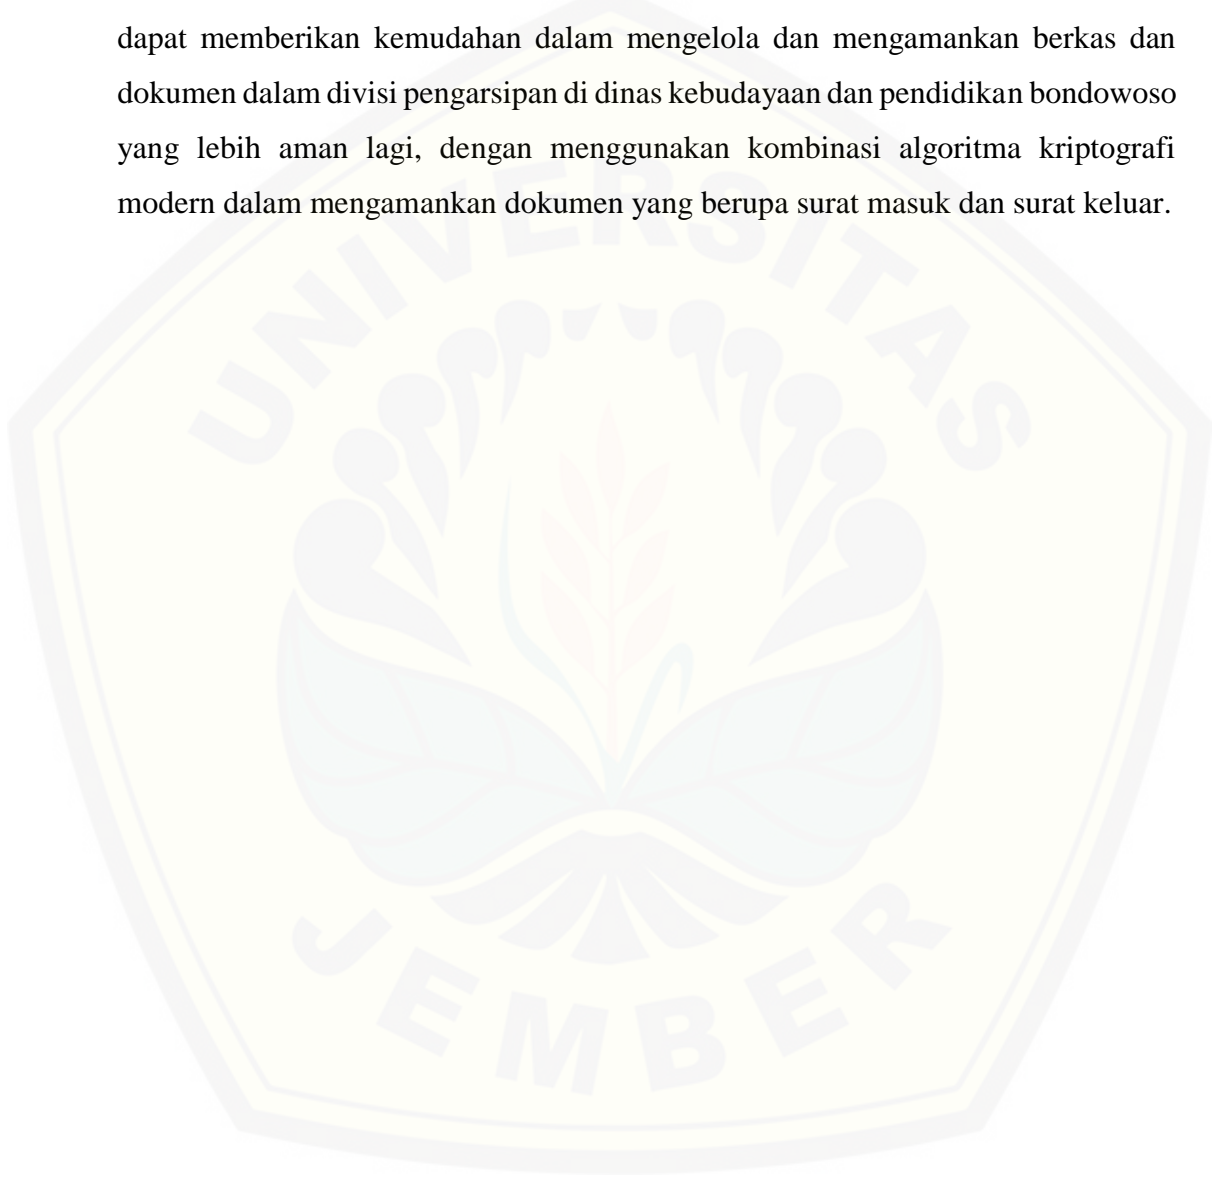 dapat memberikan kemudahan dalam mengelola dan mengamankan berkas dan
dokumen dalam divisi pengarsipan di dinas kebudayaan dan pendidikan bondowoso
yang lebih aman lagi, dengan menggunakan kombinasi algoritma kriptografi
modern dalam mengamankan dokumen yang berupa surat masuk dan surat keluar.
UNIVERSITAS
JEMBER